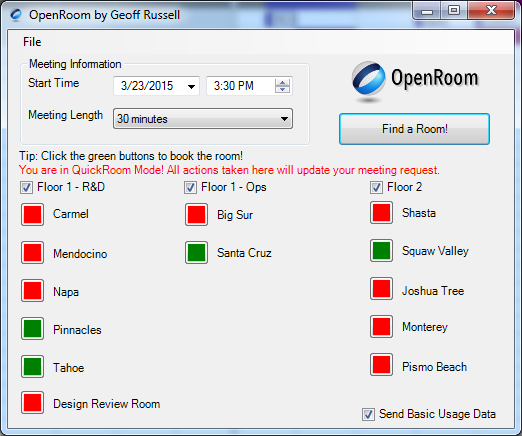 OpenRoom by Geoff Russell
File
Meeting Information
Start Time
3/23/2015
3:30 PM
Meeting Length
30 minutes
OpenRoom
Find a Room!
Tip: Click the green buttons to book the room!
You are in QuickRoom Mode! All actions taken here will update your meeting request.
Floor 1 - R&D
Carmel
Mendocino
Napa
Pinnacles
Tahoe
Design Review Room
Floor 1 - Ops
Big Sur
Santa Cruz
Floor 2
Shasta
Squaw Valley
Joshua Tree
Monterey
Pismo Beach
Send Basic Usage Data